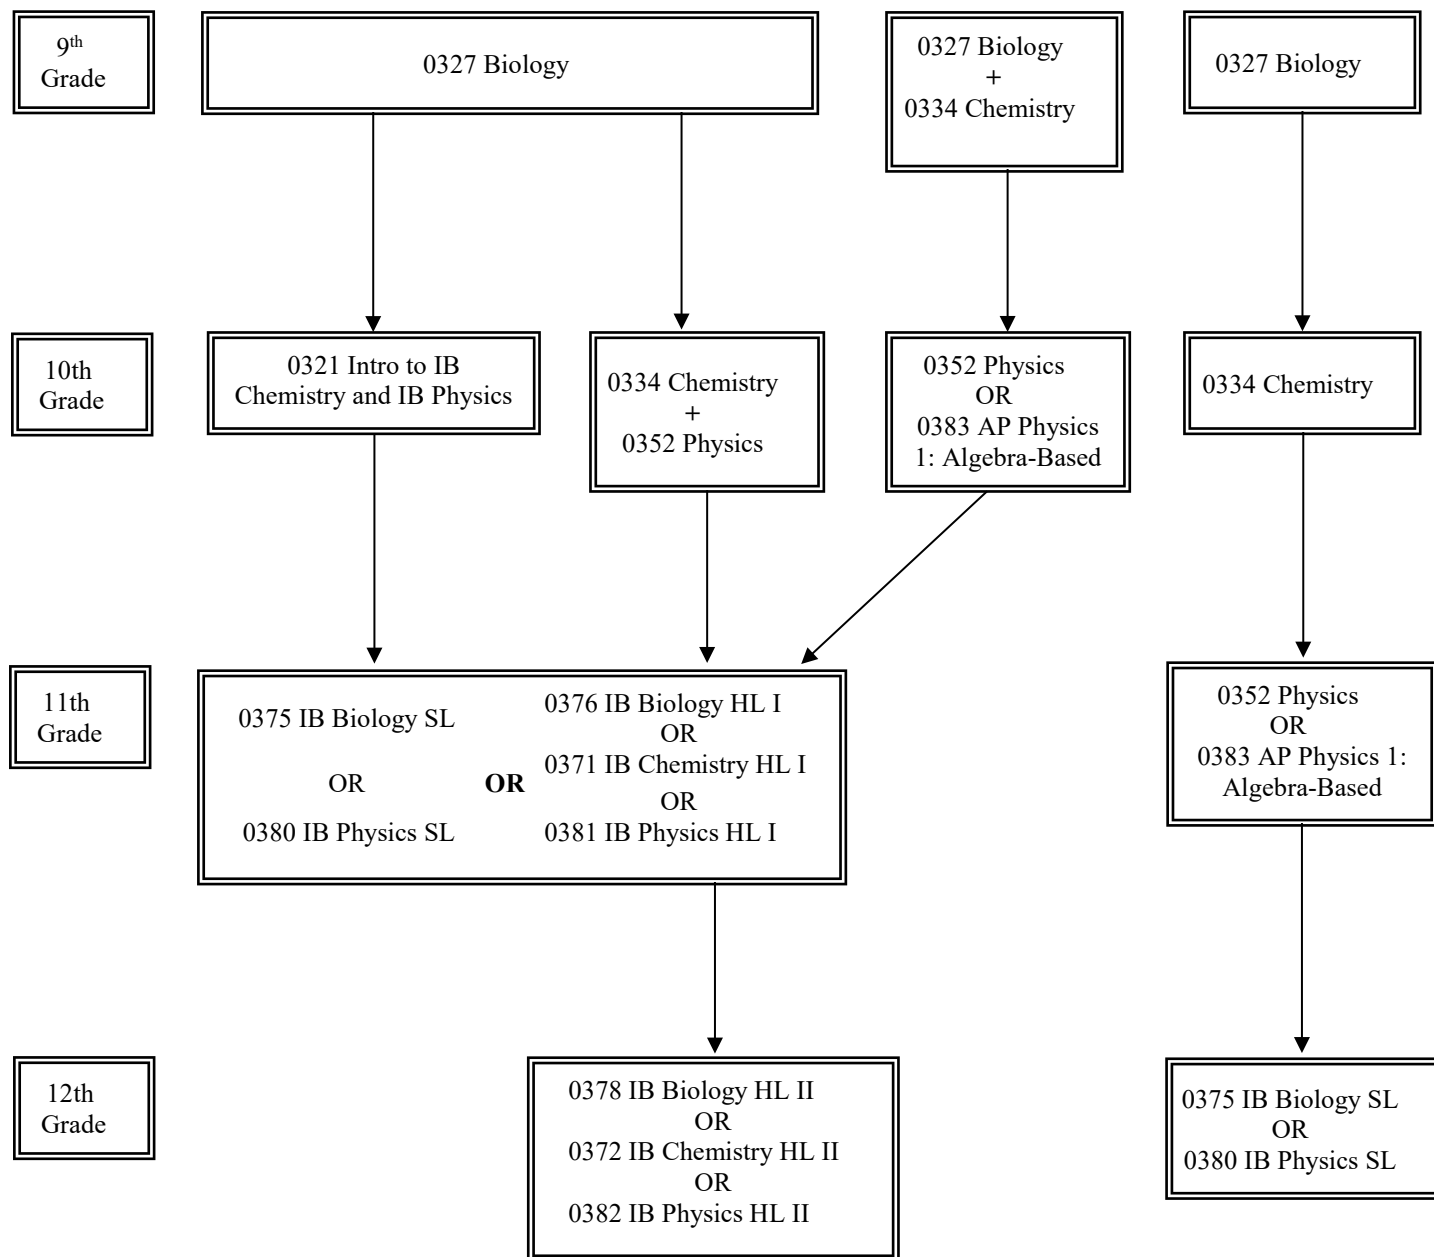 9th
Grade
0327 Biology
0327 Biology
+
0334 Chemistry
0327 Biology
10th
Grade
0321 Intro to IB
Chemistry and IB Physics
0334 Chemistry
+
0352 Physics
0352 Physics
OR
0383 AP Physics
1: Algebra-Based
0334 Chemistry
11th
Grade
0375 IB Biology SL
OR
0380 IB Physics SL
OR
0376 IB Biology HL I
OR
0371 IB Chemistry HL I
OR
0381 IB Physics HL I
0352 Physics
OR
0383 AP Physics 1:
Algebra-Based
12th
Grade
0378 IB Biology HL II
OR
0372 IB Chemistry HL II
OR
0382 IB Physics HL II
0375 IB Biology SL
OR
0380 IB Physics SL